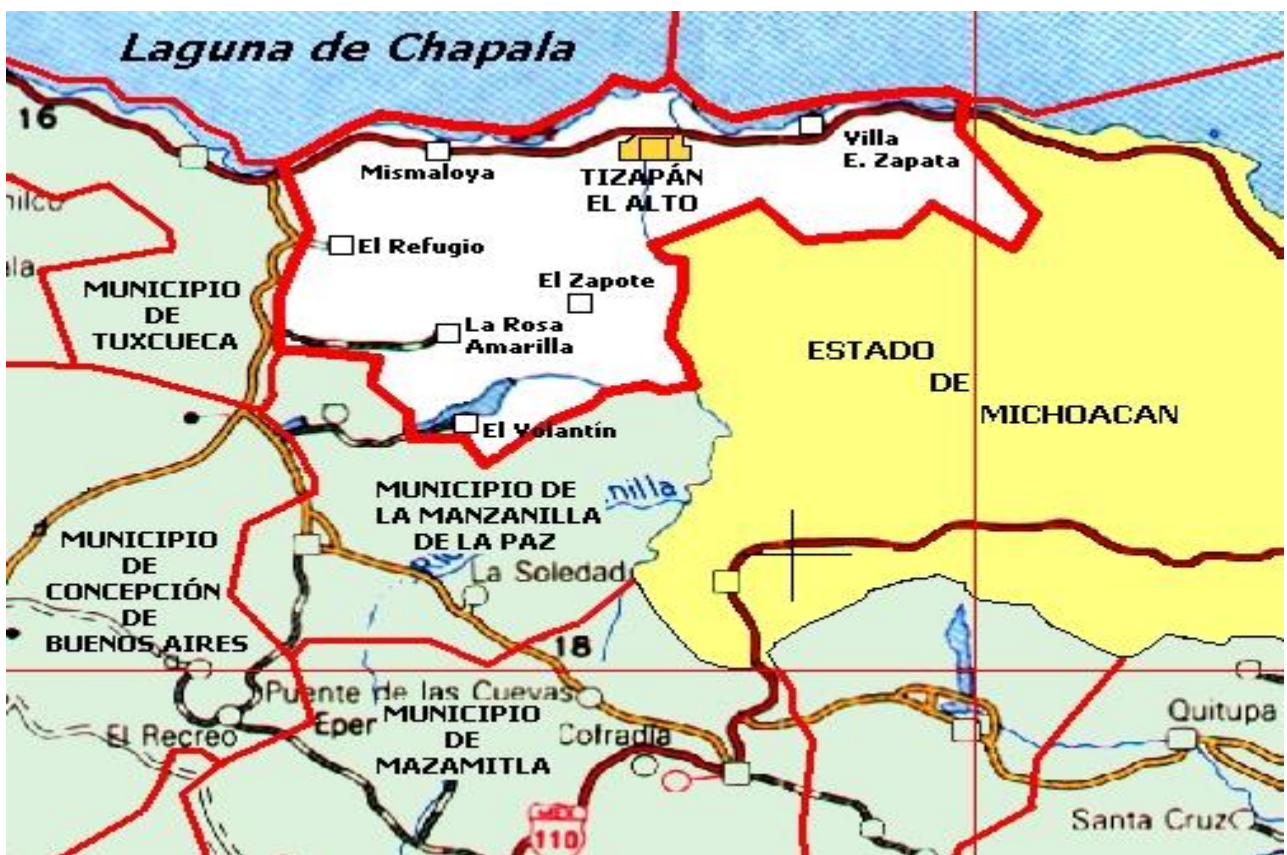 Laguna de Chapala
16
Mismaloya
TIZAPÁN
EL ALTO
Villa
E. Zapata
El Refugio
El Zapote
La Rosa
Amarilla
MUNICIPIO
DE
TUXCUECA
ESTADO
DE
MICHOACAN
El Volantín
MUNICIPIO DE
LA MANZANILLA
DE LA PAZ
La Soledad
MUNICIPIO
DE
CONCEPCIÓN
DE
BUENOS AIRES
18
Puente de las Cuevas
Eper
El Recreo
MUNICIPIO
DE
MAZAMITLA
Cofradía
Quitupa
Santa Cruz
MEX
110